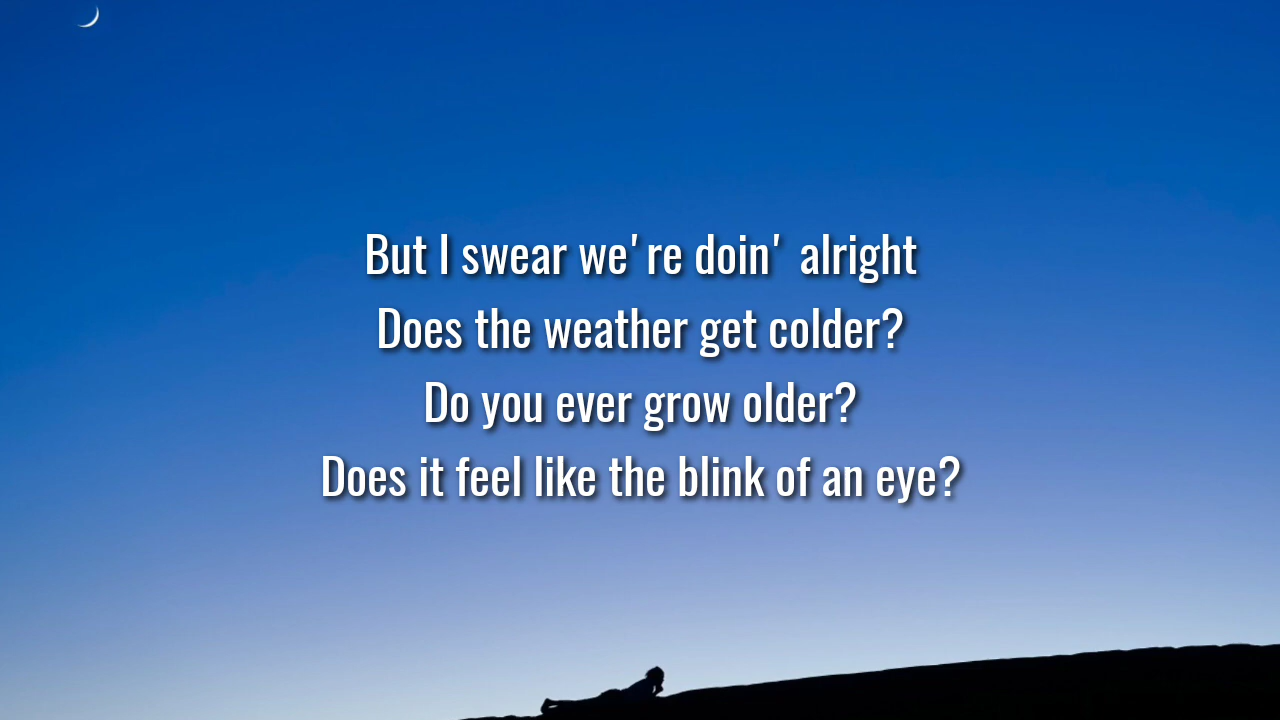 But I swear we're doin' alright
Does the weather get colder?
Do you ever grow older?
Does it feel like the blink of an eye?